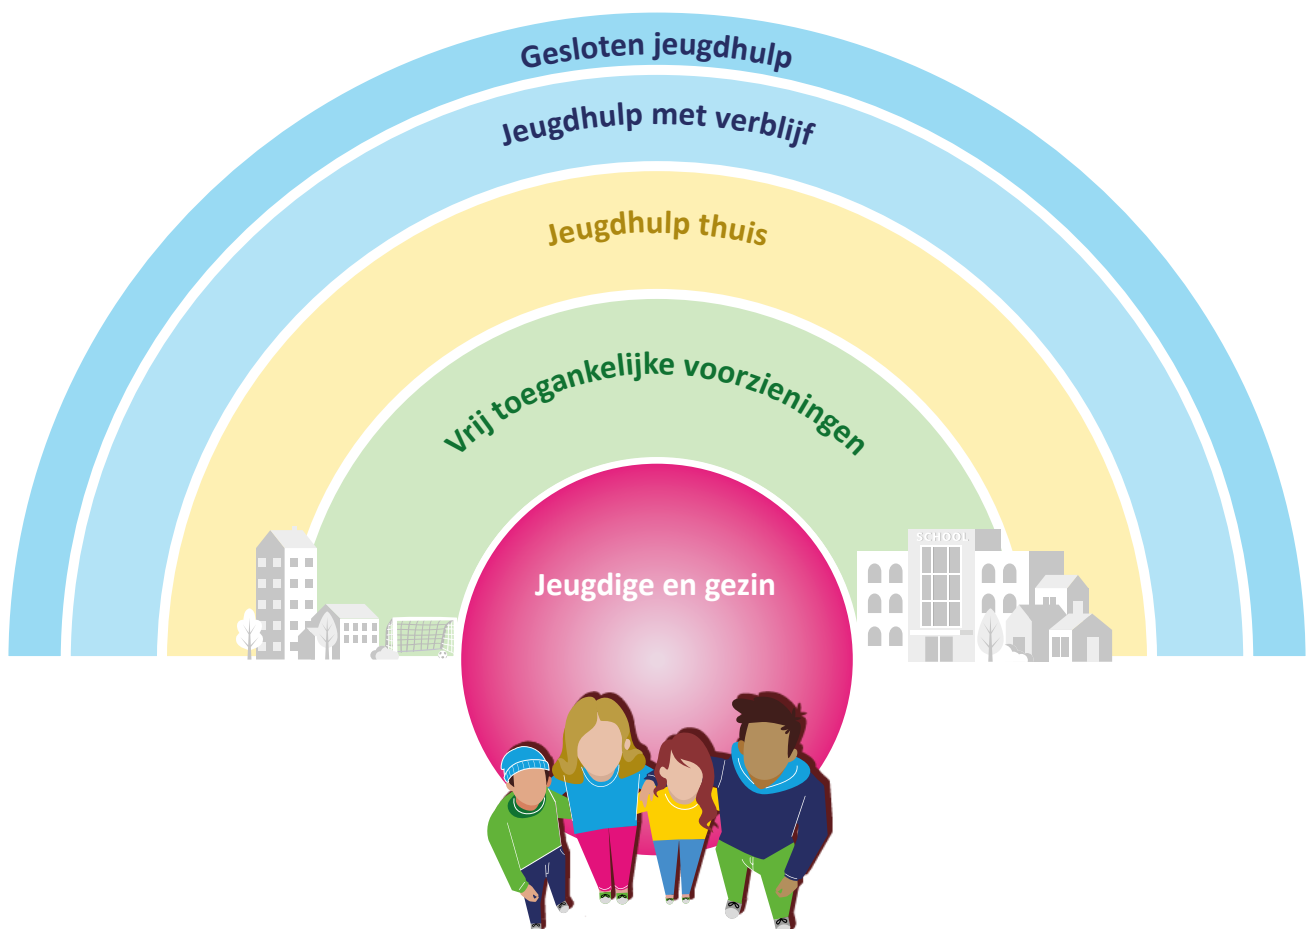 Gesloten jeugdhulp
Jeugdhulp met verblijf
Jeugdhulp thuis
Vrij toegankelijke voorzieningen
SCHOOL
Jeugdige en gezin